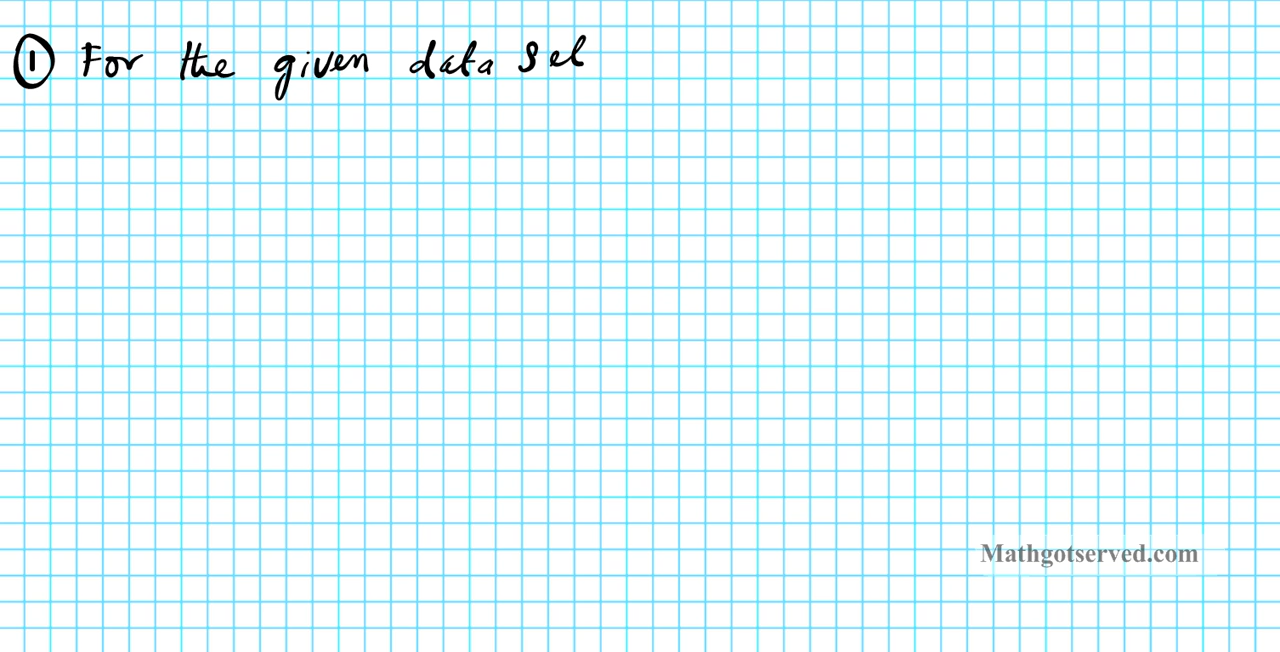 ① For the given data set
Mathgotserved.com